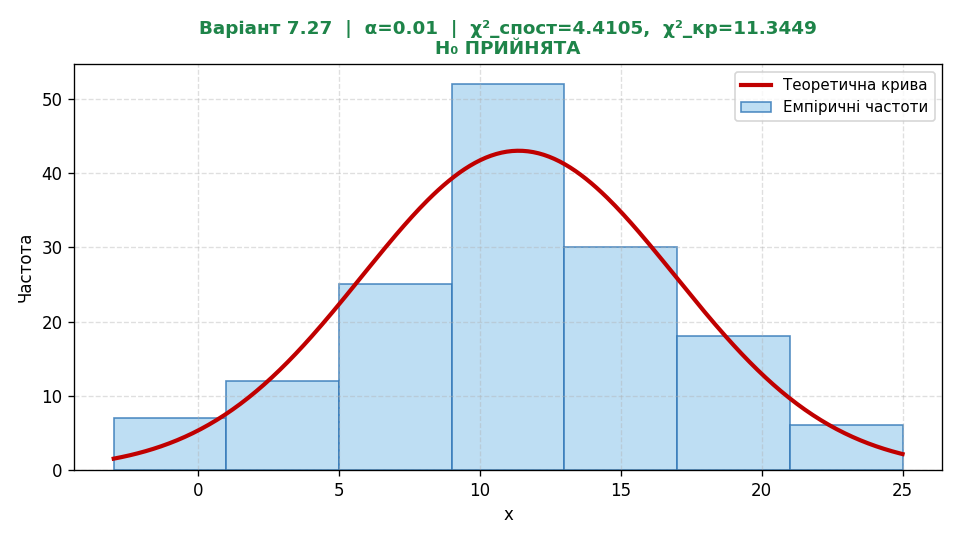 Варіант 7.27 | α=0.01 | χ²_спост=4.4105, χ²_кр=11.3449
H₀ ПРИЙНЯТА
Теоретична крива
Емпіричні частоти
Частота
50
40
30
20
10
0
0 5 10 15 20 25
x